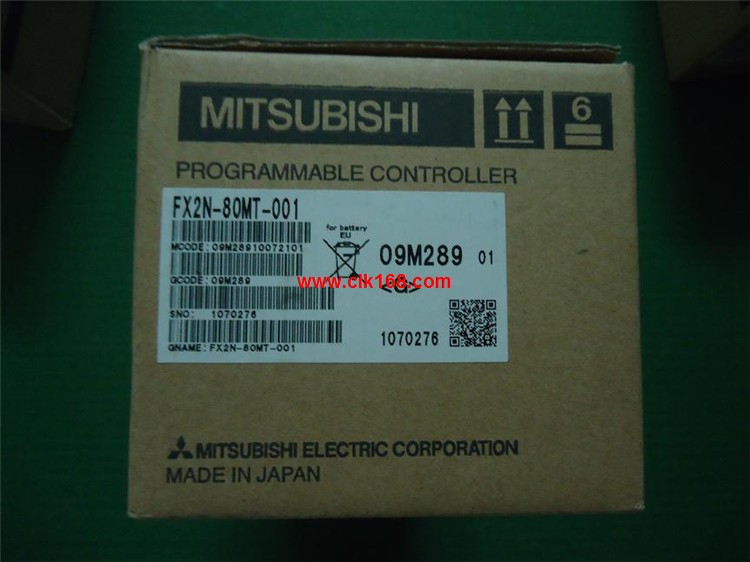 MITSUBISHI
6
PROGRAMMABLE CONTROLLER
FX2N-80MT-001
MCODE: 09M28910072101
GCODE: 09M289
SNO: 1070276
GNAME: FX2N-80MT-001
for battery
EU
09M289 01
<G>
1070276
www.clk168.com
MITSUBISHI ELECTRIC CORPORATION
MADE IN JAPAN